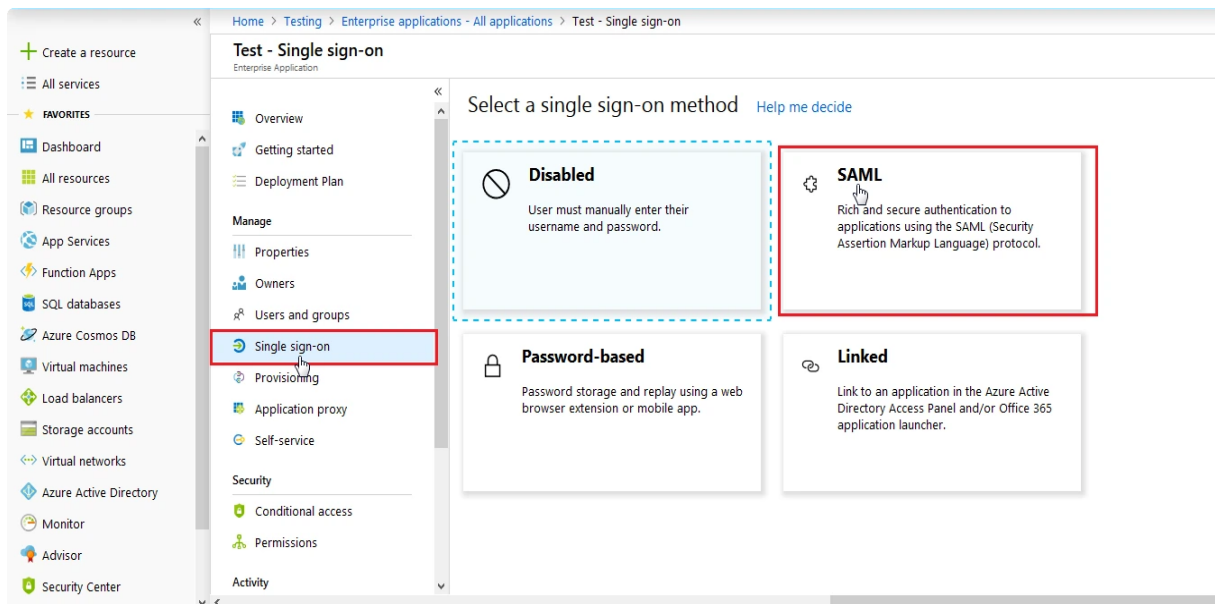 Home > Testing > Enterprise applications - All applications > Test - Single sign-on
Create a resource
All services
FAVORITES
Dashboard
All resources
Resource groups
App Services
Function Apps
SQL databases
Azure Cosmos DB
Virtual machines
Load balancers
Storage accounts
Virtual networks
Azure Active Directory
Monitor
Advisor
Security Center
Test - Single sign-on
Enterprise Application
Overview
Getting started
Deployment Plan
Manage
Properties
Owners
Users and groups
Single sign-on
Provisioning
Application proxy
Self-service
Security
Conditional access
Permissions
Activity
Select a single sign-on method Help me decide
Disabled
User must manually enter their
username and password.
SAML
Rich and secure authentication to
applications using the SAML (Security
Assertion Markup Language) protocol.
Password-based
Password storage and replay using a web
browser extension or mobile app.
Linked
Link to an application in the Azure Active
Directory Access Panel and/or Office 365
application launcher.